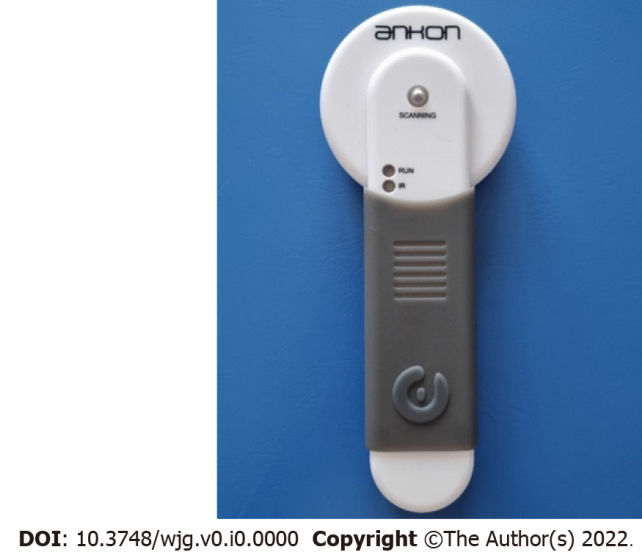 ankon
SCANNING
RUN
IR
DOI: 10.3748/wjg.v0.i0.0000 Copyright ©The Author(s) 2022.